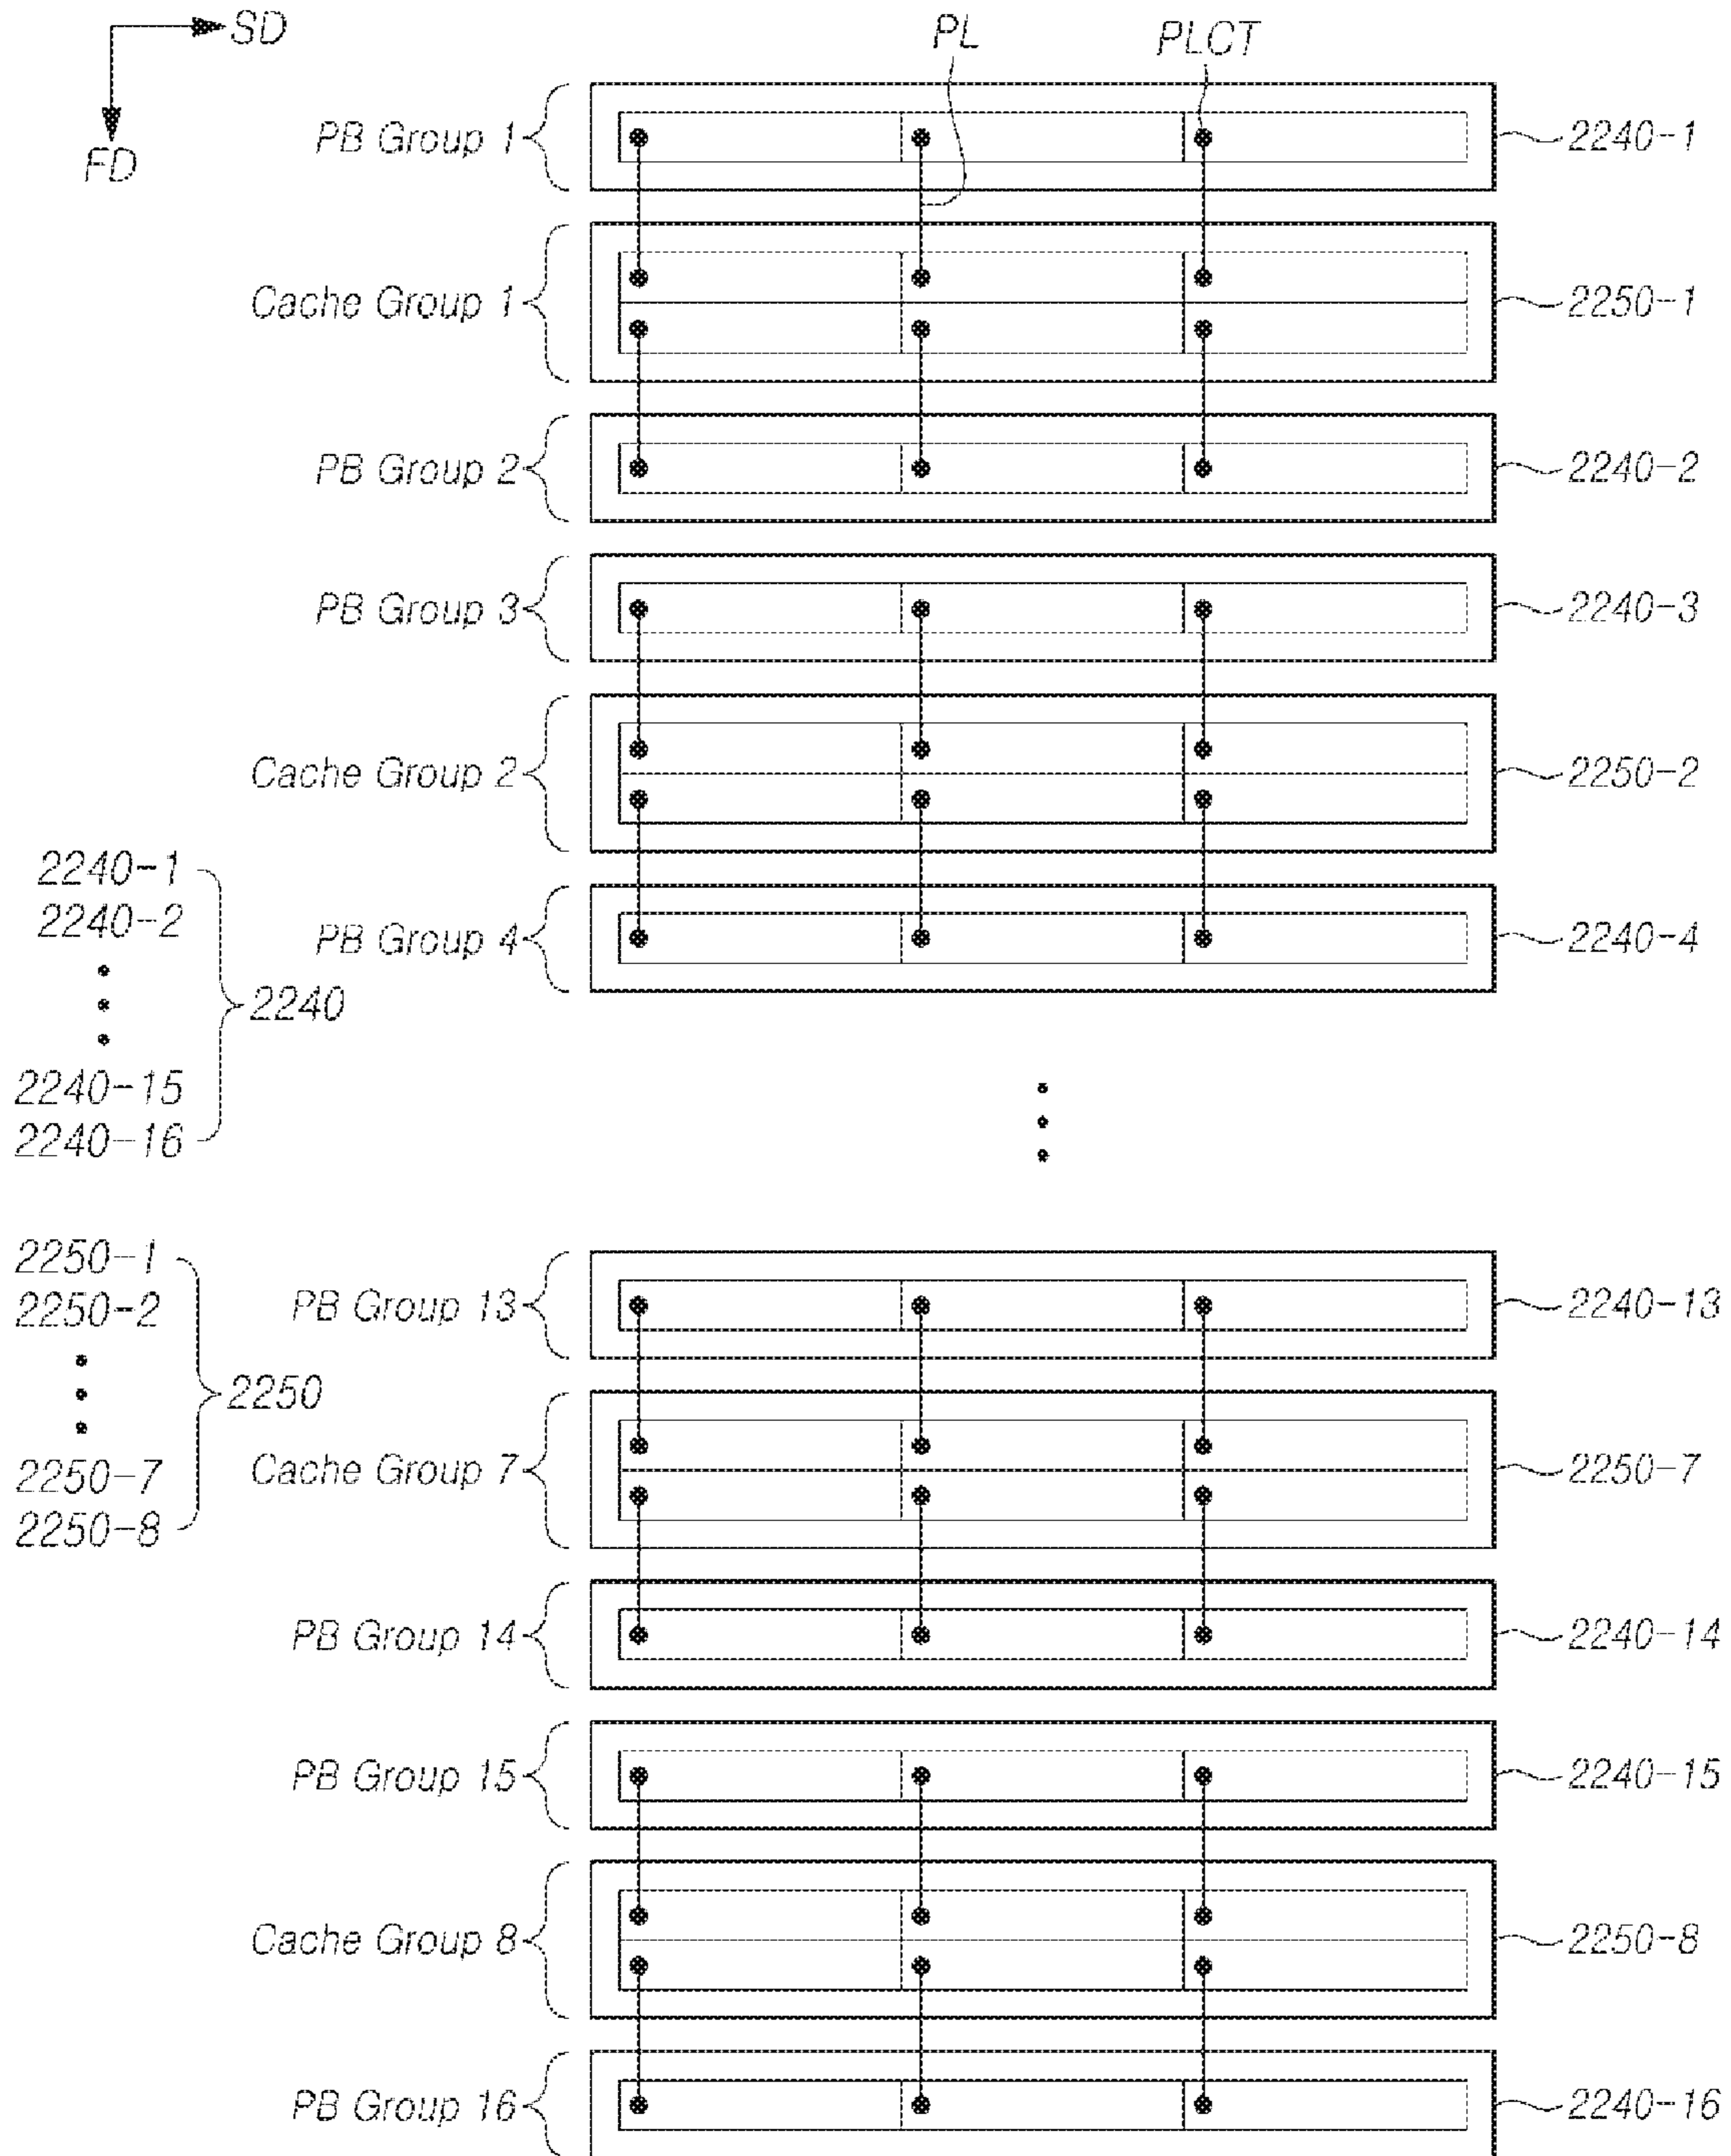 SD
FD
PL
PLCT
PB Group 1
2240-1
Cache Group 1
2250-1
PB Group 2
2240-2
PB Group 3
2240-3
Cache Group 2
2250-2
PB Group 4
2240-4
2240-1
2240-2
2240-15
2240-16
2240
2250-1
2250-2
2250-7
2250-8
2250
PB Group 13
2240-13
Cache Group 7
2250-7
PB Group 14
2240-14
PB Group 15
2240-15
Cache Group 8
2250-8
PB Group 16
2240-16